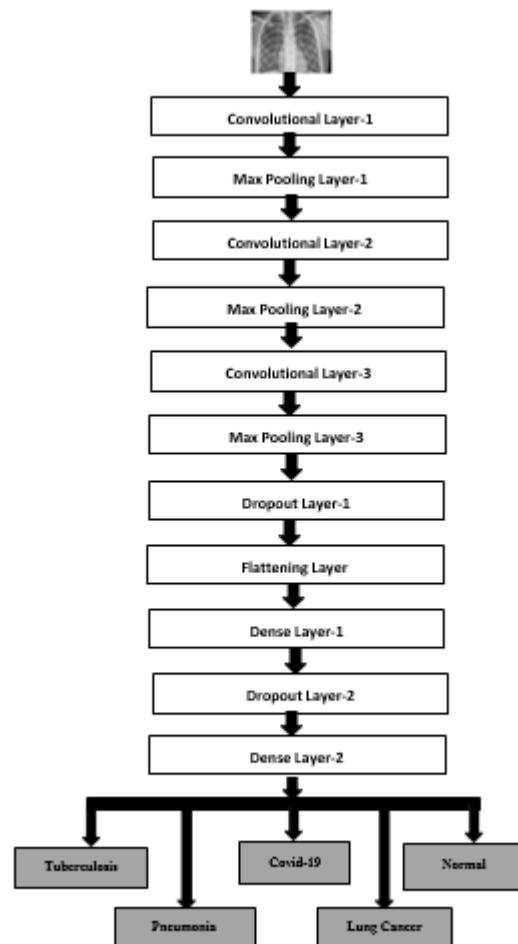 Convolutional Layer-1
Max Pooling Layer-1
Convolutional Layer-2
Max Pooling Layer-2
Convolutional Layer-3
Max Pooling Layer-3
Dropout Layer-1
Flattening Layer
Dense Layer-1
Dropout Layer-2
Dense Layer-2
Tuberculosis
Covid-19
Normal
Pneumonia
Lung Cancer